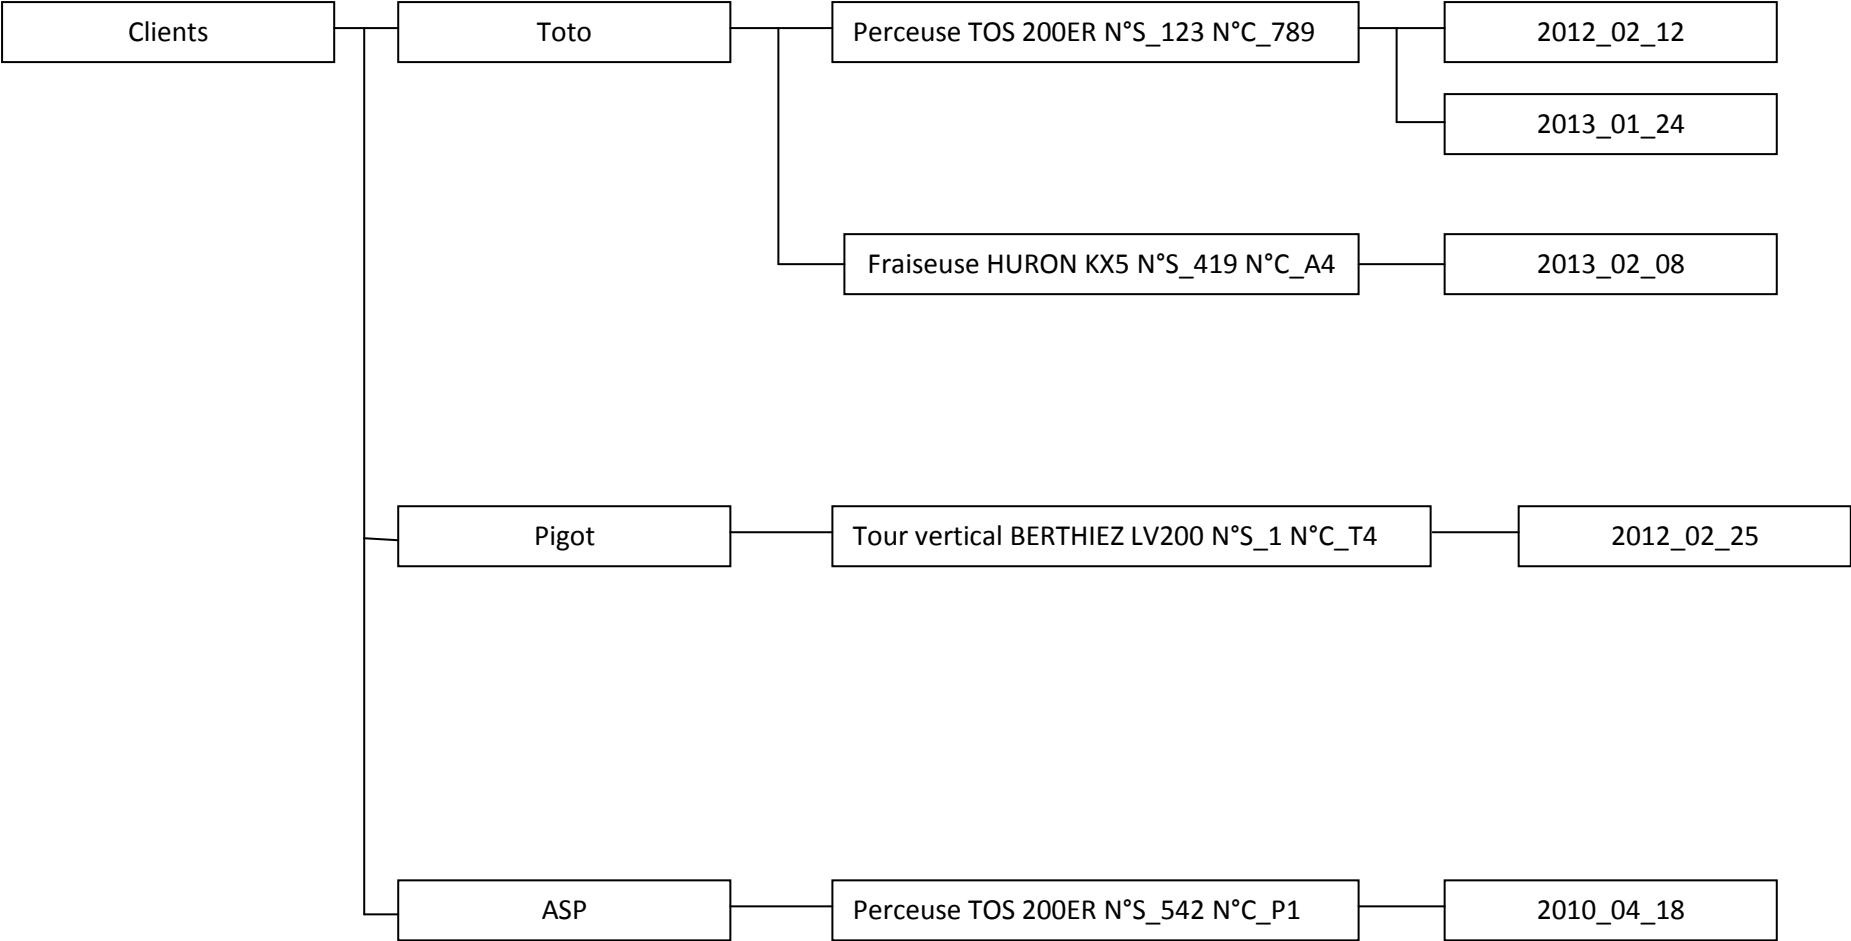 Clients
Toto
Perceuse TOS 200ER N°S_123 N°C_789
2012_02_12
2013_01_24
Fraiseuse HURON KX5 N°S_419 N°C_A4
2013_02_08
Pigot
Tour vertical BERTHIEZ LV200 N°S_1 N°C_T4
2012_02_25
ASP
Perceuse TOS 200ER N°S_542 N°C_P1
2010_04_18